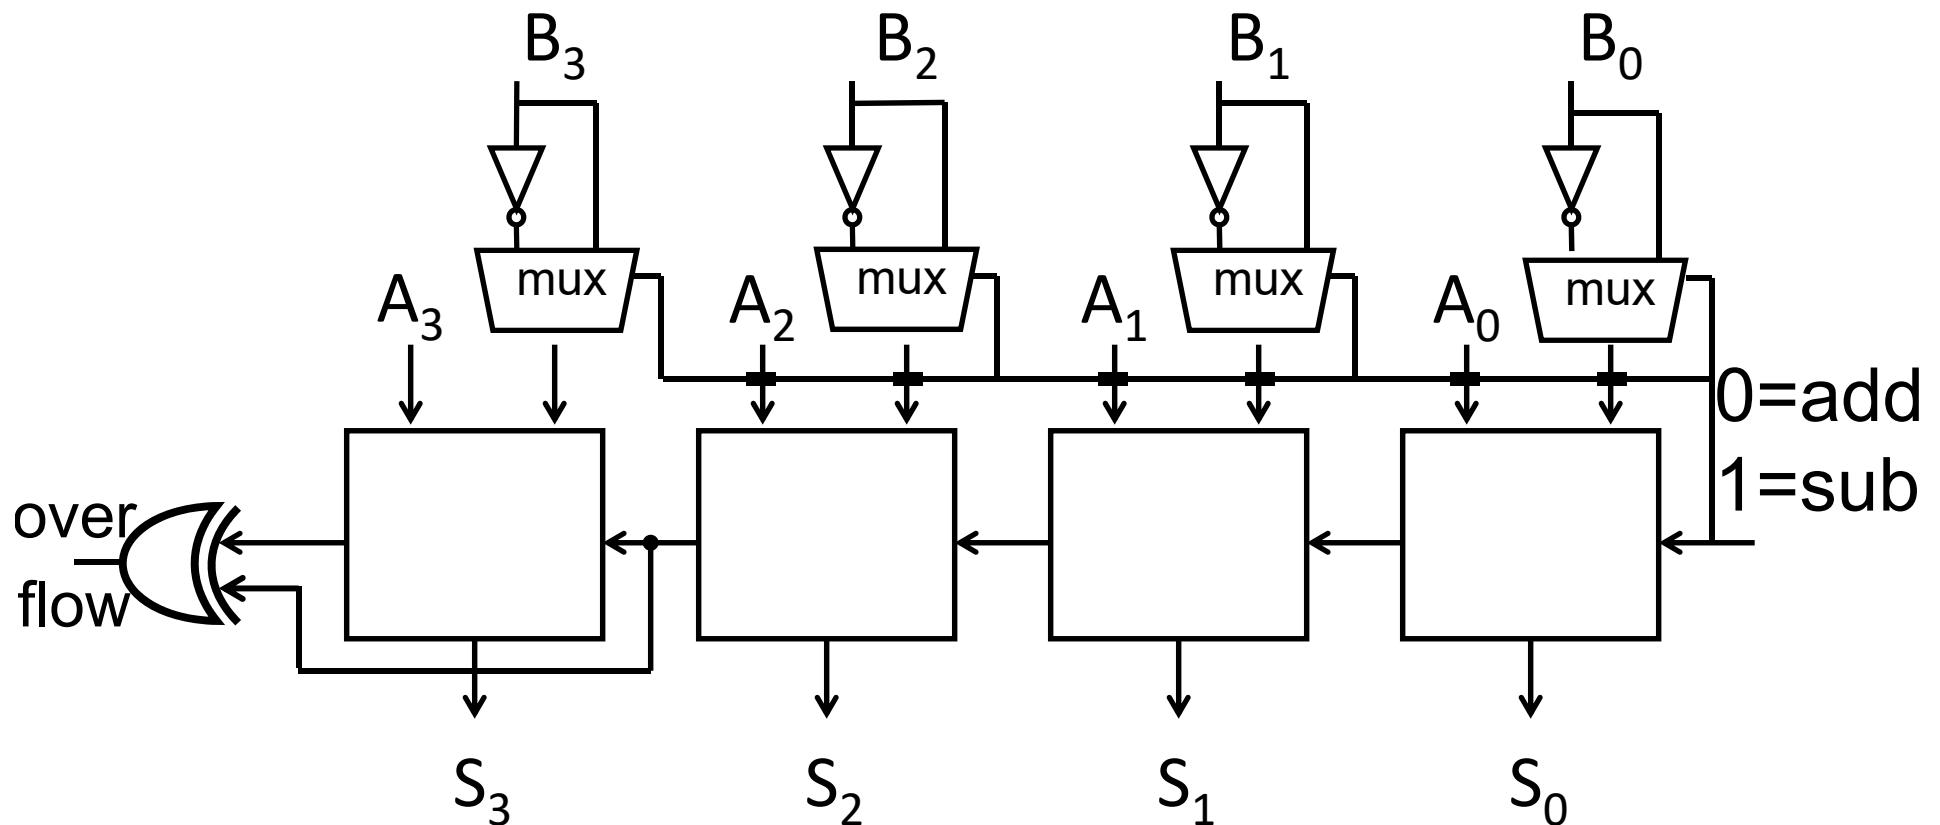 B₃ B₂ B₁ B₀
mux mux mux mux
A₃ A₂ A₁ A₀
0=add
1=sub
over
flow
S₃ S₂ S₁ S₀